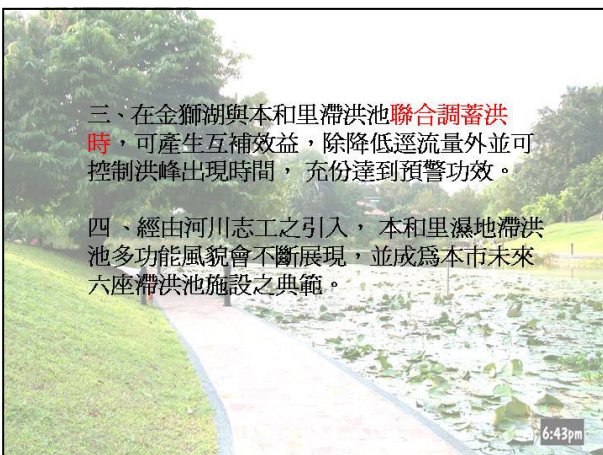 三、在金獅湖與本和里滯洪池聯合調蓄洪
時，可產生互補效益，除降低逕流量外並可
控制洪峰出現時間， 充份達到預警功效。
四 、經由河川志工之引入， 本和里濕地滯洪
池多功能風貌會不斷展現，並成為本市未來
六座滯洪池施設之典範。
6:43pm